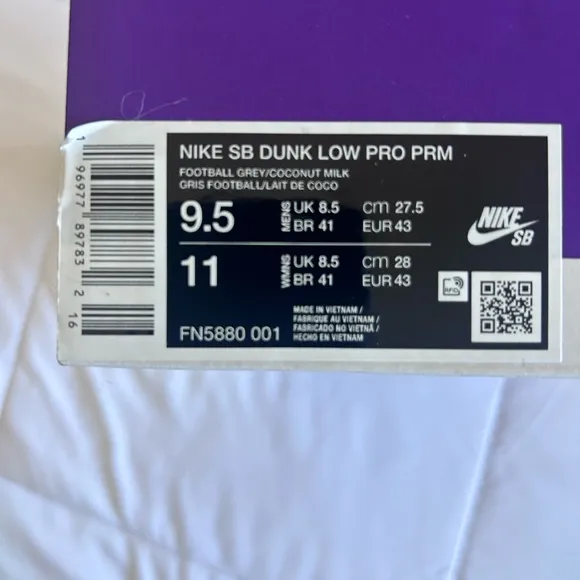 NIKE SB DUNK LOW PRO PRM
FOOTBALL GREY/COCONUT MILK
GRIS FOOTBALL/LAIT DE COCO
9.5 MENS UK 8.5 cm 27.5
BR 41 EUR 43
11 WMNS UK 8.5 cm 28
BR 41 EUR 43
FN5880 001
MADE IN VIETNAM /
FABRIQUE AU VIETNAM /
FABRICADO NO VIETNÃ /
HECHO EN VIETNAM
NIKE
SB
RFID
1 96977 89783 2 16